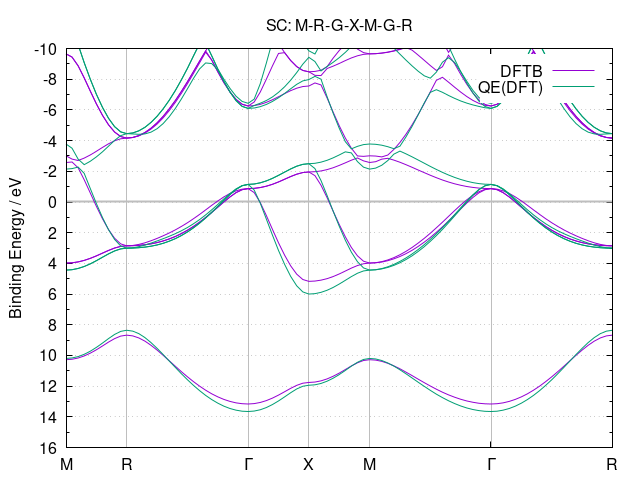 SC: M-R-G-X-M-G-R
-10
DFTB
-8
QE(DFT)
-6
-4
-2
0
2
4
6
8
10
12
14
16
Binding Energy / eV
M R Γ X M Γ R